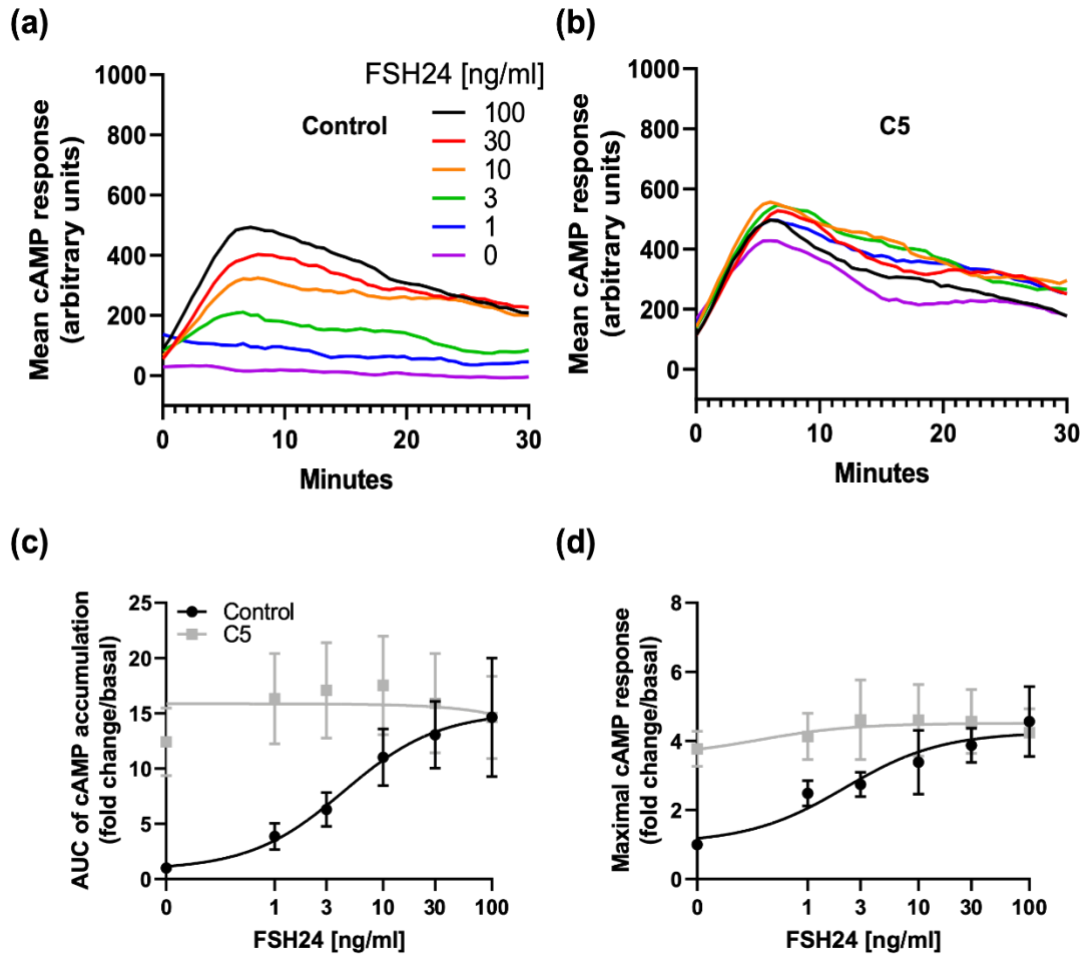 (a)
FSH24 [ng/ml]
Control
100
30
10
3
1
0
Mean cAMP response
(arbitrary units)
1000
800
600
400
200
0
0
10
20
30
Minutes
(b)
C5
Mean cAMP response
(arbitrary units)
1000
800
600
400
200
0
0
10
20
30
Minutes
(c)
Control
C5
AUC of cAMP accumulation
(fold change/basal)
25
20
15
10
5
0
0
1
3
10
30
100
FSH24 [ng/ml]
(d)
Maximal cAMP response
(fold change/basal)
8
6
4
2
0
0
1
3
10
30
100
FSH24 [ng/ml]